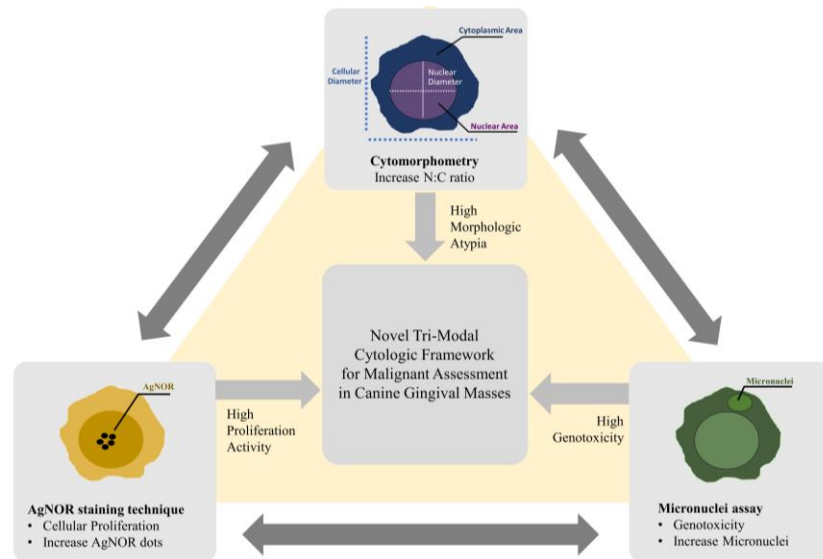 Cytoplasmic Area
Cellular
Diameter
Nuclear
Diameter
Nuclear Area
Cytomorphometry
Increase N:C ratio
High
Morphologic
Atypia
Novel Tri-Modal
Cytologic Framework
for Malignant Assessment
in Canine Gingival Masses
AgNOR
High
Proliferation
Activity
High
Genotoxicity
Micronuclei
AgNOR staining technique
• Cellular Proliferation
• Increase AgNOR dots
Micronuclei assay
• Genotoxicity
• Increase Micronuclei